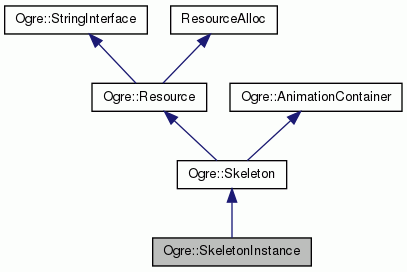 Ogre::StringInterface
ResourceAlloc
Ogre::Resource
Ogre::AnimationContainer
Ogre::Skeleton
Ogre::SkeletonInstance